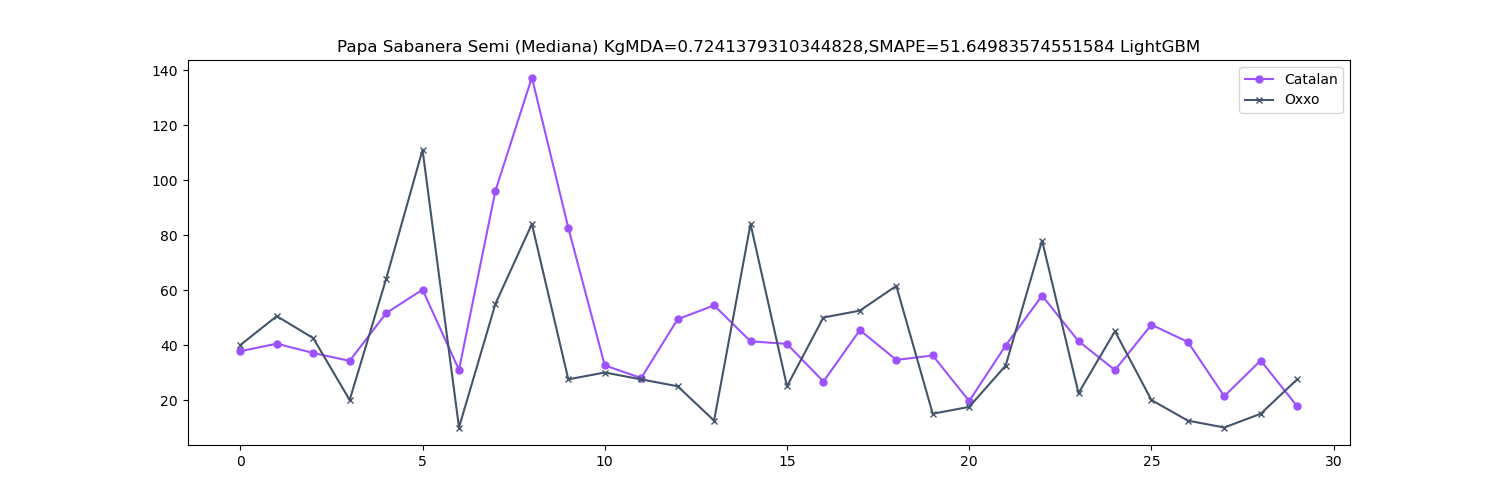 Papa Sabanera Semi (Mediana) KgMDA=0.7241379310344828,SMAPE=51.64983574551584 LightGBM
140
120
100
80
60
40
20
Catalan
Oxxo
0 5 10 15 20 25 30